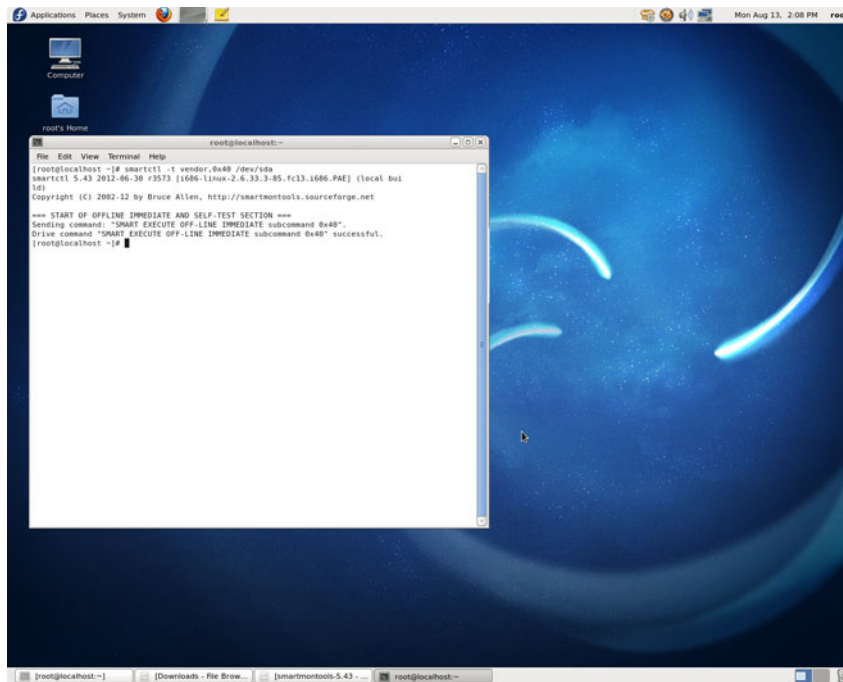 Applications Places System
Mon Aug 13, 2:08 PM
Computer
root's Home
root@localhost:~
File Edit View Terminal Help
[root@localhost ~]# smartctl -t vendor,0x40 /dev/sda
smartctl 5.43 2012-06-30 r3573 [i686-linux-2.6.33.3-85.fc13.i686.PAE] (local bui
ld)
Copyright (C) 2002-12 by Bruce Allen, http://smartmontools.sourceforge.net
=== START OF OFFLINE IMMEDIATE AND SELF-TEST SECTION ===
Sending command: "SMART EXECUTE OFF-LINE IMMEDIATE subcommand 0x40".
Drive command "SMART EXECUTE OFF-LINE IMMEDIATE subcommand 0x40" successful.
[root@localhost ~]#
[root@localhost:~]
[Downloads - File Brow...
[smartmontools-5.43 - ...
root@localhost:~